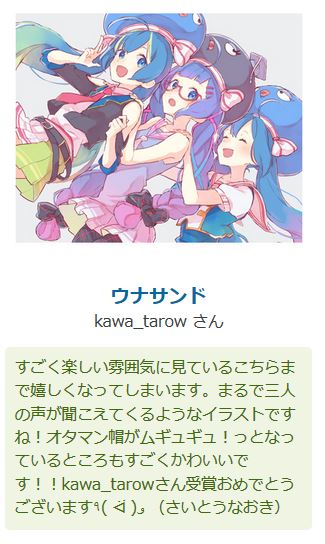 ウナサンド
kawa_tarow さん
すごく楽しい雰囲気に見ているこちらま
で嬉しくなってしまいます。まるで三人
の声が聞こえてくるようなイラストです
ね！オタマン帽がムギュギュ！っとなっ
ているところもすごくかわいいで
す！！kawa_tarowさん受賞おめでとう
ございます٩( ᐛ )و （さいとうなおき）